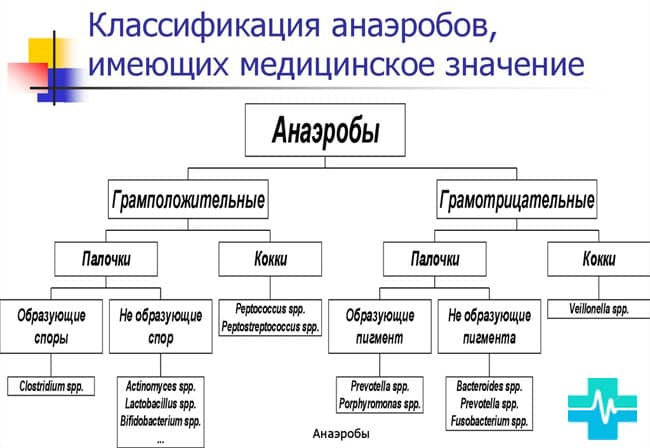 Классификация анаэробов,
имеющих медицинское значение
Анаэробы
Грамположительные
Грамотрицательные
Палочки
Кокки
Палочки
Кокки
Образующие
споры
Не образующие
спор
Peptococcus spp.
Peptostreptococcus spp.
Образующие
пигмент
Не образующие
пигмента
Veillonella spp.
Clostridium spp.
Actinomyces spp.
Lactobacillus spp.
Bifidobacterium spp.
...
Prevotella spp.
Porphyromonas spp.
Bacteroides spp.
Prevotella spp.
Fusobacterium spp.
Анаэробы